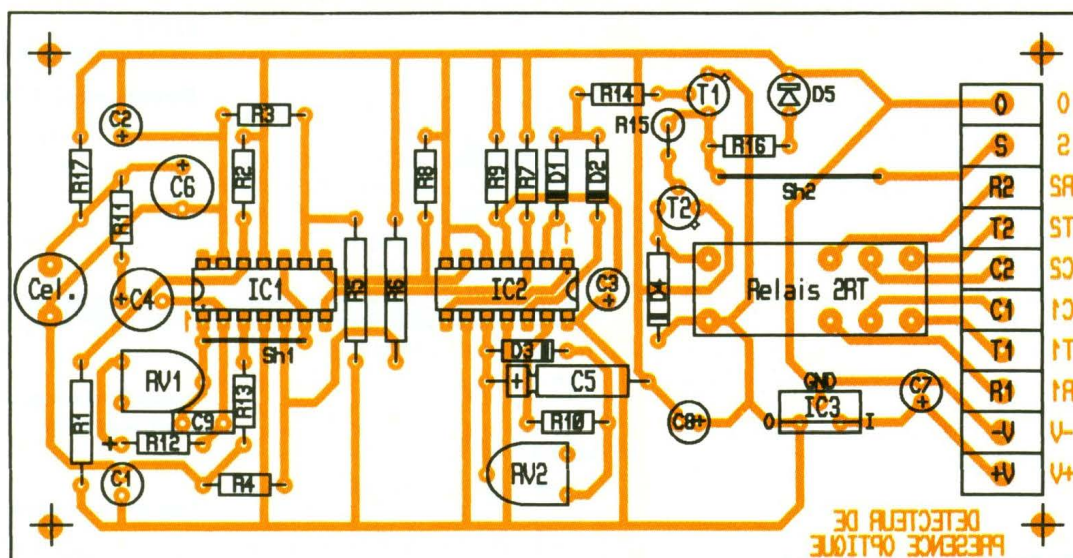 C2
R3
R14
T1
D5
O
O
R15
S
S
R17
R2
R8
R9
R7
D1
D2
R16
Sh2
R11
C6
R2
R2
T2
T2
T2
1
Cel.
C4
IC1
R5
R6
IC2
C3
D4
Relais 2RT
C2
C2
C1
C1
1
Sh1
D3
T1
T1
RV1
C5
GND
C7
R1
R1
R1
R13
C9
IC3
R12
R10
C8
O
I
-V
-V
C1
R4
RV2
+V
+V
DETECTEUR DE
PRESENCE OPTIQUE